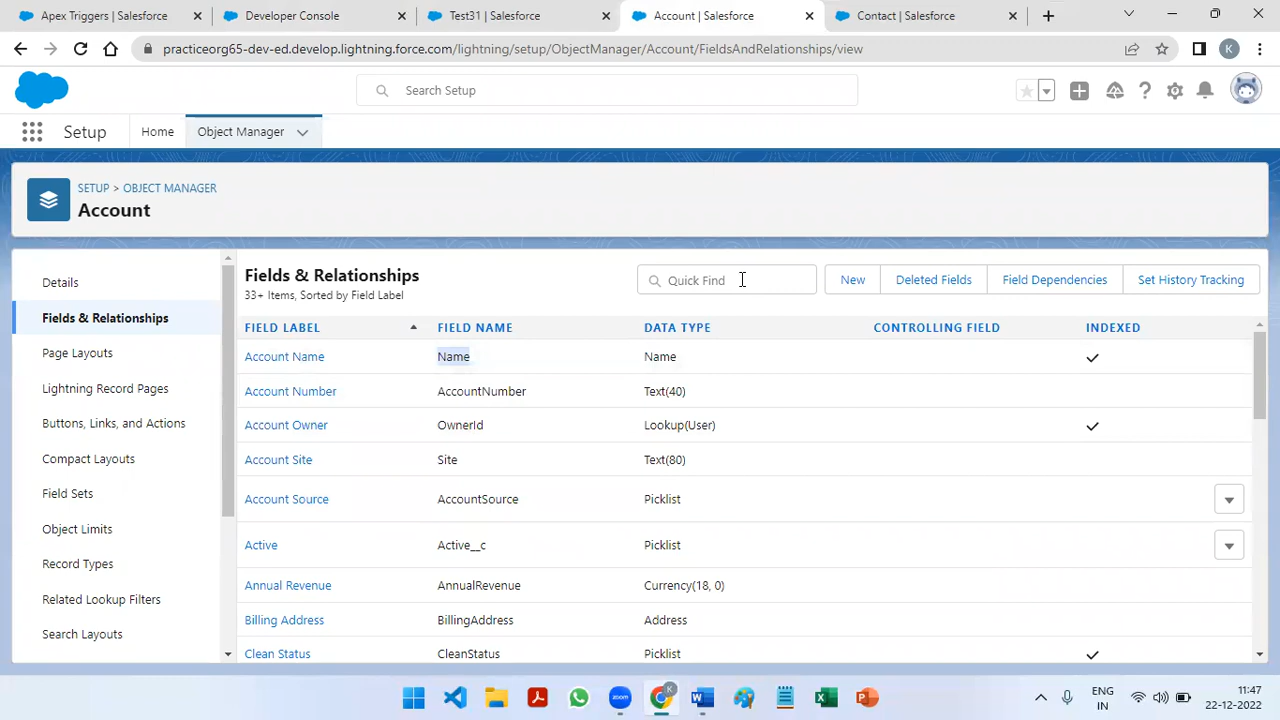 Apex Triggers | Salesforce
Developer Console
Test31 | Salesforce
Account | Salesforce
Contact | Salesforce
practiceorg65-dev-ed.develop.lightning.force.com/lightning/setup/ObjectManager/Account/FieldsAndRelationships/view
K
Search Setup
Setup
Home
Object Manager
SETUP > OBJECT MANAGER
Account
Details
Fields & Relationships
Page Layouts
Lightning Record Pages
Buttons, Links, and Actions
Compact Layouts
Field Sets
Object Limits
Record Types
Related Lookup Filters
Search Layouts
Fields & Relationships
33+ Items, Sorted by Field Label
Quick Find
New
Deleted Fields
Field Dependencies
Set History Tracking
FIELD LABEL FIELD NAME DATA TYPE CONTROLLING FIELD INDEXED
Account Name Name Name
Account Number AccountNumber Text(40)
Account Owner OwnerId Lookup(User)
Account Site Site Text(80)
Account Source AccountSource Picklist
Active Active__c Picklist
Annual Revenue AnnualRevenue Currency(18, 0)
Billing Address BillingAddress Address
Clean Status CleanStatus Picklist
zoom
K
ENG
IN
11:47
22-12-2022